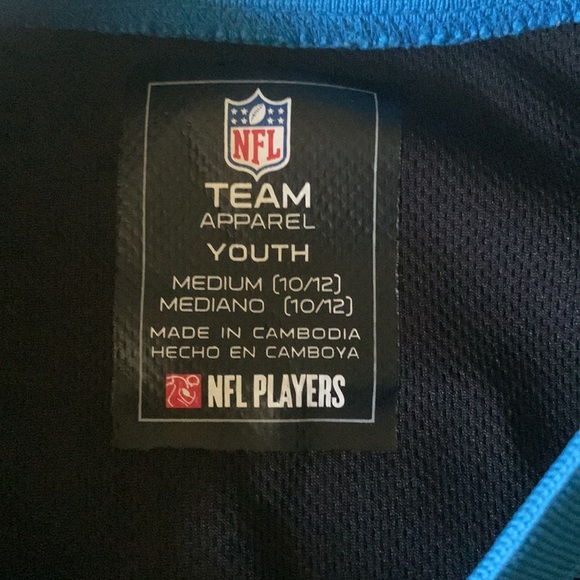 NFL
TEAM
APPAREL
YOUTH
MEDIUM (10/12)
MEDIANO (10/12)
MADE IN CAMBODIA
HECHO EN CAMBOYA
NFL PLAYERS